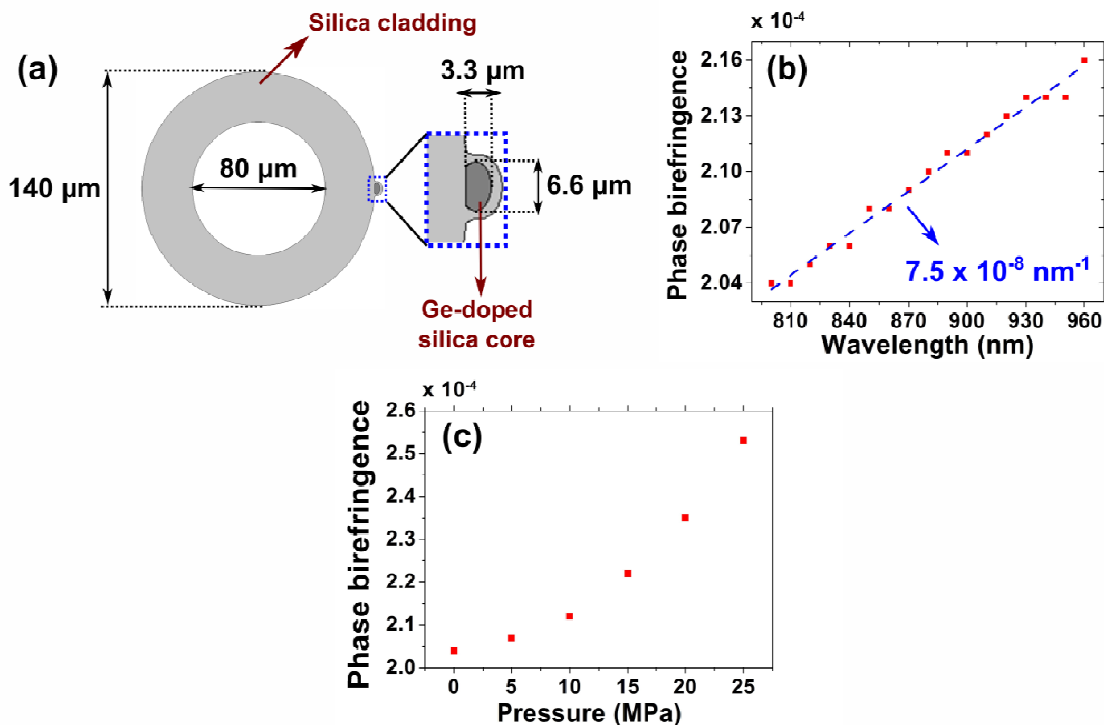 Silica cladding
(a)
3.3 µm
80 µm
140 µm
6.6 µm
Ge-doped
silica core
x 10⁻⁴
(b)
Phase birefringence
2.16
2.13
2.10
2.07
2.04
7.5 x 10⁻⁸ nm⁻¹
810 840 870 900 930 960
Wavelength (nm)
x 10⁻⁴
(c)
Phase birefringence
2.6
2.5
2.4
2.3
2.2
2.1
2.0
0 5 10 15 20 25
Pressure (MPa)